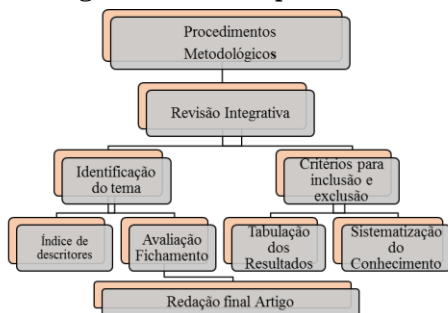 Procedimentos
Metodológicos
Revisão Integrativa
Identificação
do tema
Critérios para
inclusão e
exclusão
Índice de
descritores
Avaliação
Fichamento
Tabulação
dos
Resultados
Sistematização
do
Conhecimento
Redação final Artigo